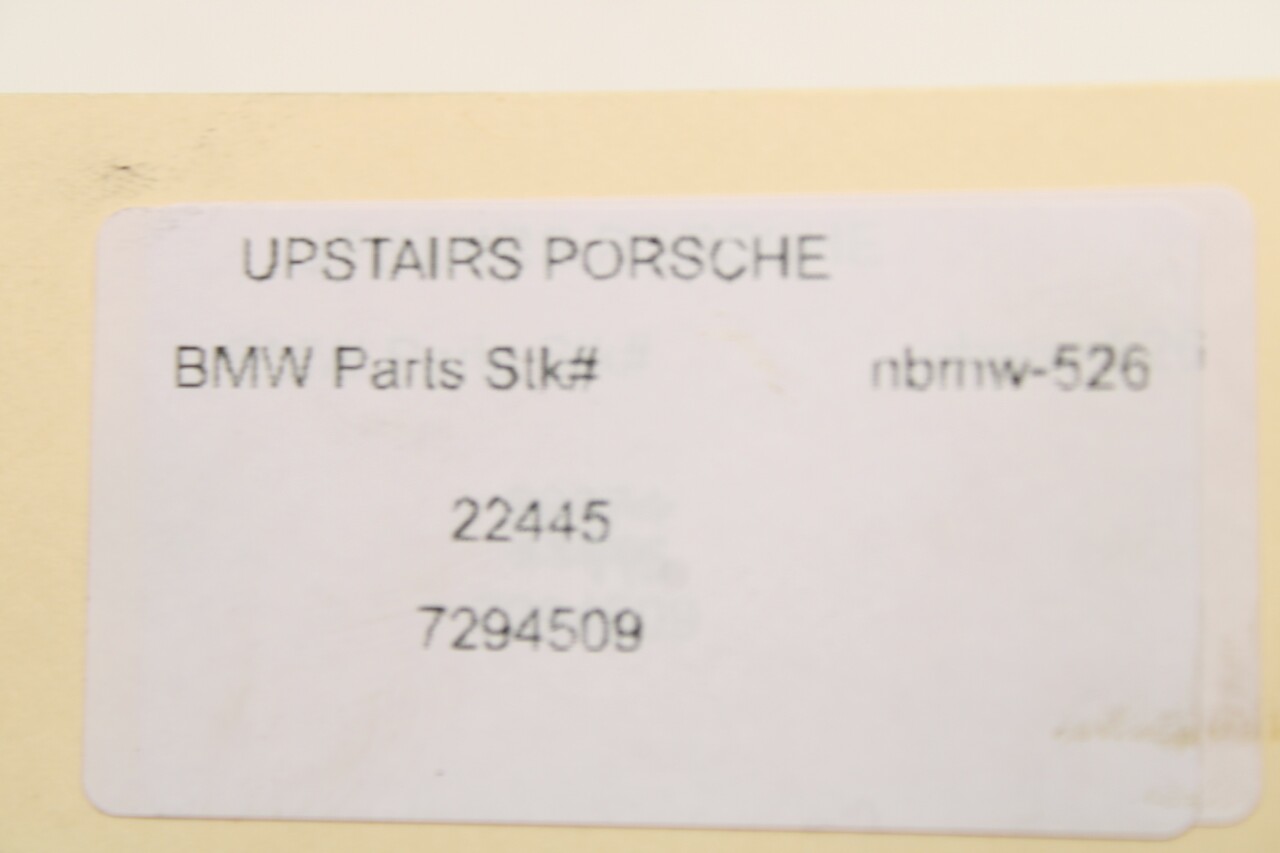 UPSTAIRS PORSCHE
BMW Parts Stk# nbmw-526
22445
7294509